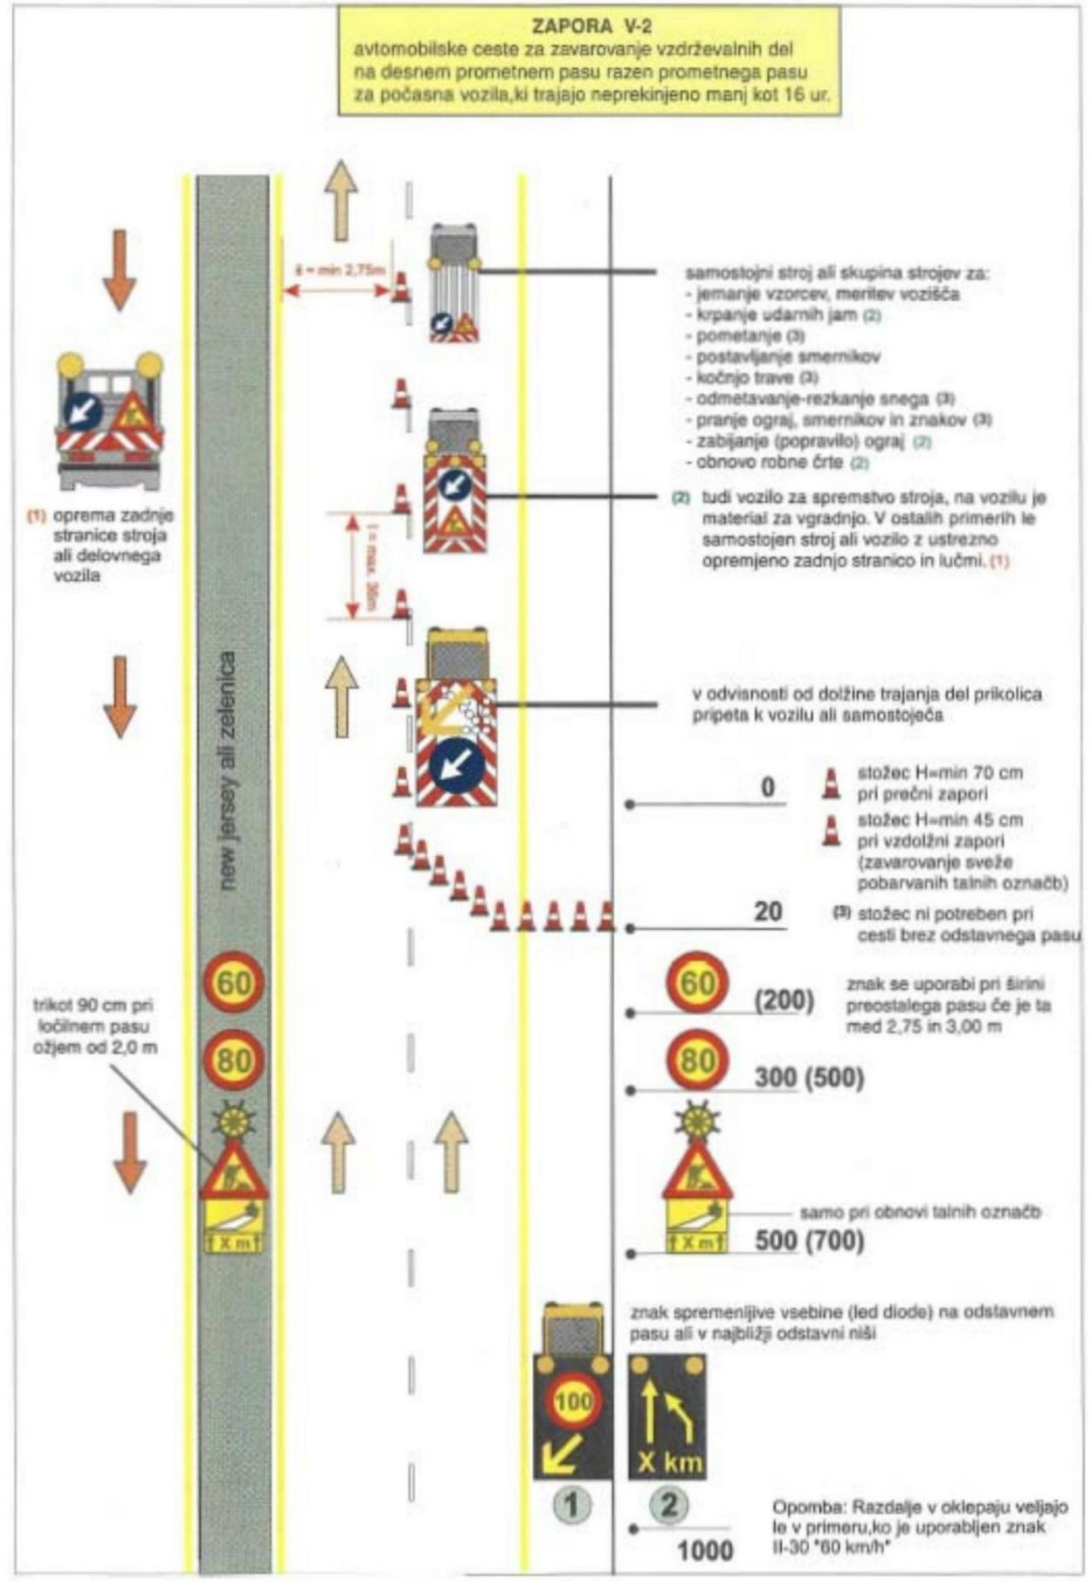 ZAPORA V-2
avtomobilske ceste za zavarovanje vzdrževalnih del
na desnem prometnem pasu razen prometnega pasu
za počasna vozila,ki trajajo neprekinjeno manj kot 16 ur.
š = min 2,75m
samostojni stroj ali skupina strojev za:
- jemanje vzorcev, meritev vozišča
- krpanje udarnih jam (2)
- pometanje (3)
- postavljanje smernikov
- kočnjo trave (3)
- odmetavanje-rezkanje snega (3)
- pranje ograj, smernikov in znakov (3)
- zabijanje (popravilo) ograj (2)
- obnovo robne črte (2)
(1) oprema zadnje
stranice stroja
ali delovnega
vozila
(2) tudi vozilo za spremstvo stroja, na vozilu je
material za vgradnjo. V ostalih primerih le
samostojen stroj ali vozilo z ustrezno
opremjeno zadnjo stranico in lučmi. (1)
l = max. 36m
new jersey ali zelenica
v odvisnosti od dolžine trajanja del prikolica
pripeta k vozilu ali samostoječa
0
stožec H=min 70 cm
pri prečni zapori
stožec H=min 45 cm
pri vzdolžni zapori
(zavarovanje sveže
pobarvanih talnih označb)
20
(3) stožec ni potreben pri
cesti brez odstavnega pasu
60
60
(200)
znak se uporabi pri širini
preostalega pasu če je ta
med 2,75 in 3,00 m
trikot 90 cm pri
ločilnem pasu
ožjem od 2,0 m
80
80
300 (500)
samo pri obnovi talnih označb
X m
X m
500 (700)
znak spremenljive vsebine (led diode) na odstavnem
pasu ali v najbližji odstavni niši
100
X km
1
2
1000
Opomba: Razdalje v oklepaju veljajo
le v primeru,ko je uporabljen znak
II-30 "60 km/h"